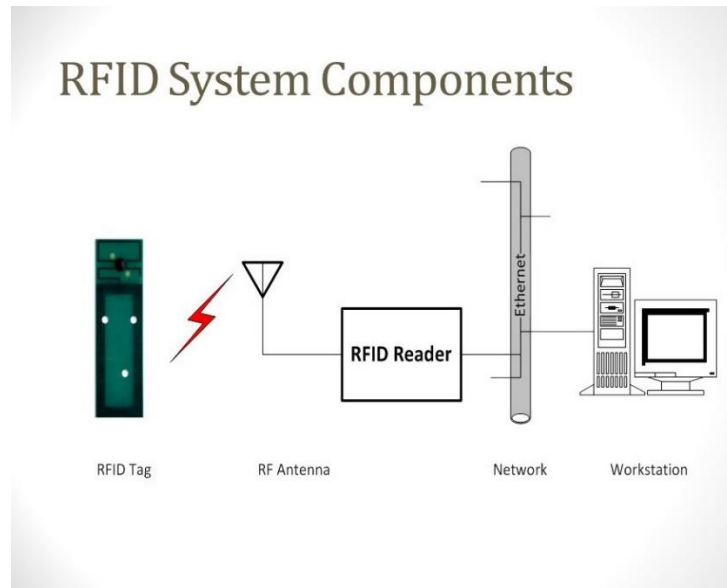 RFID System Components
Ethernet
RFID Reader
RFID Tag
RF Antenna
Network
Workstation